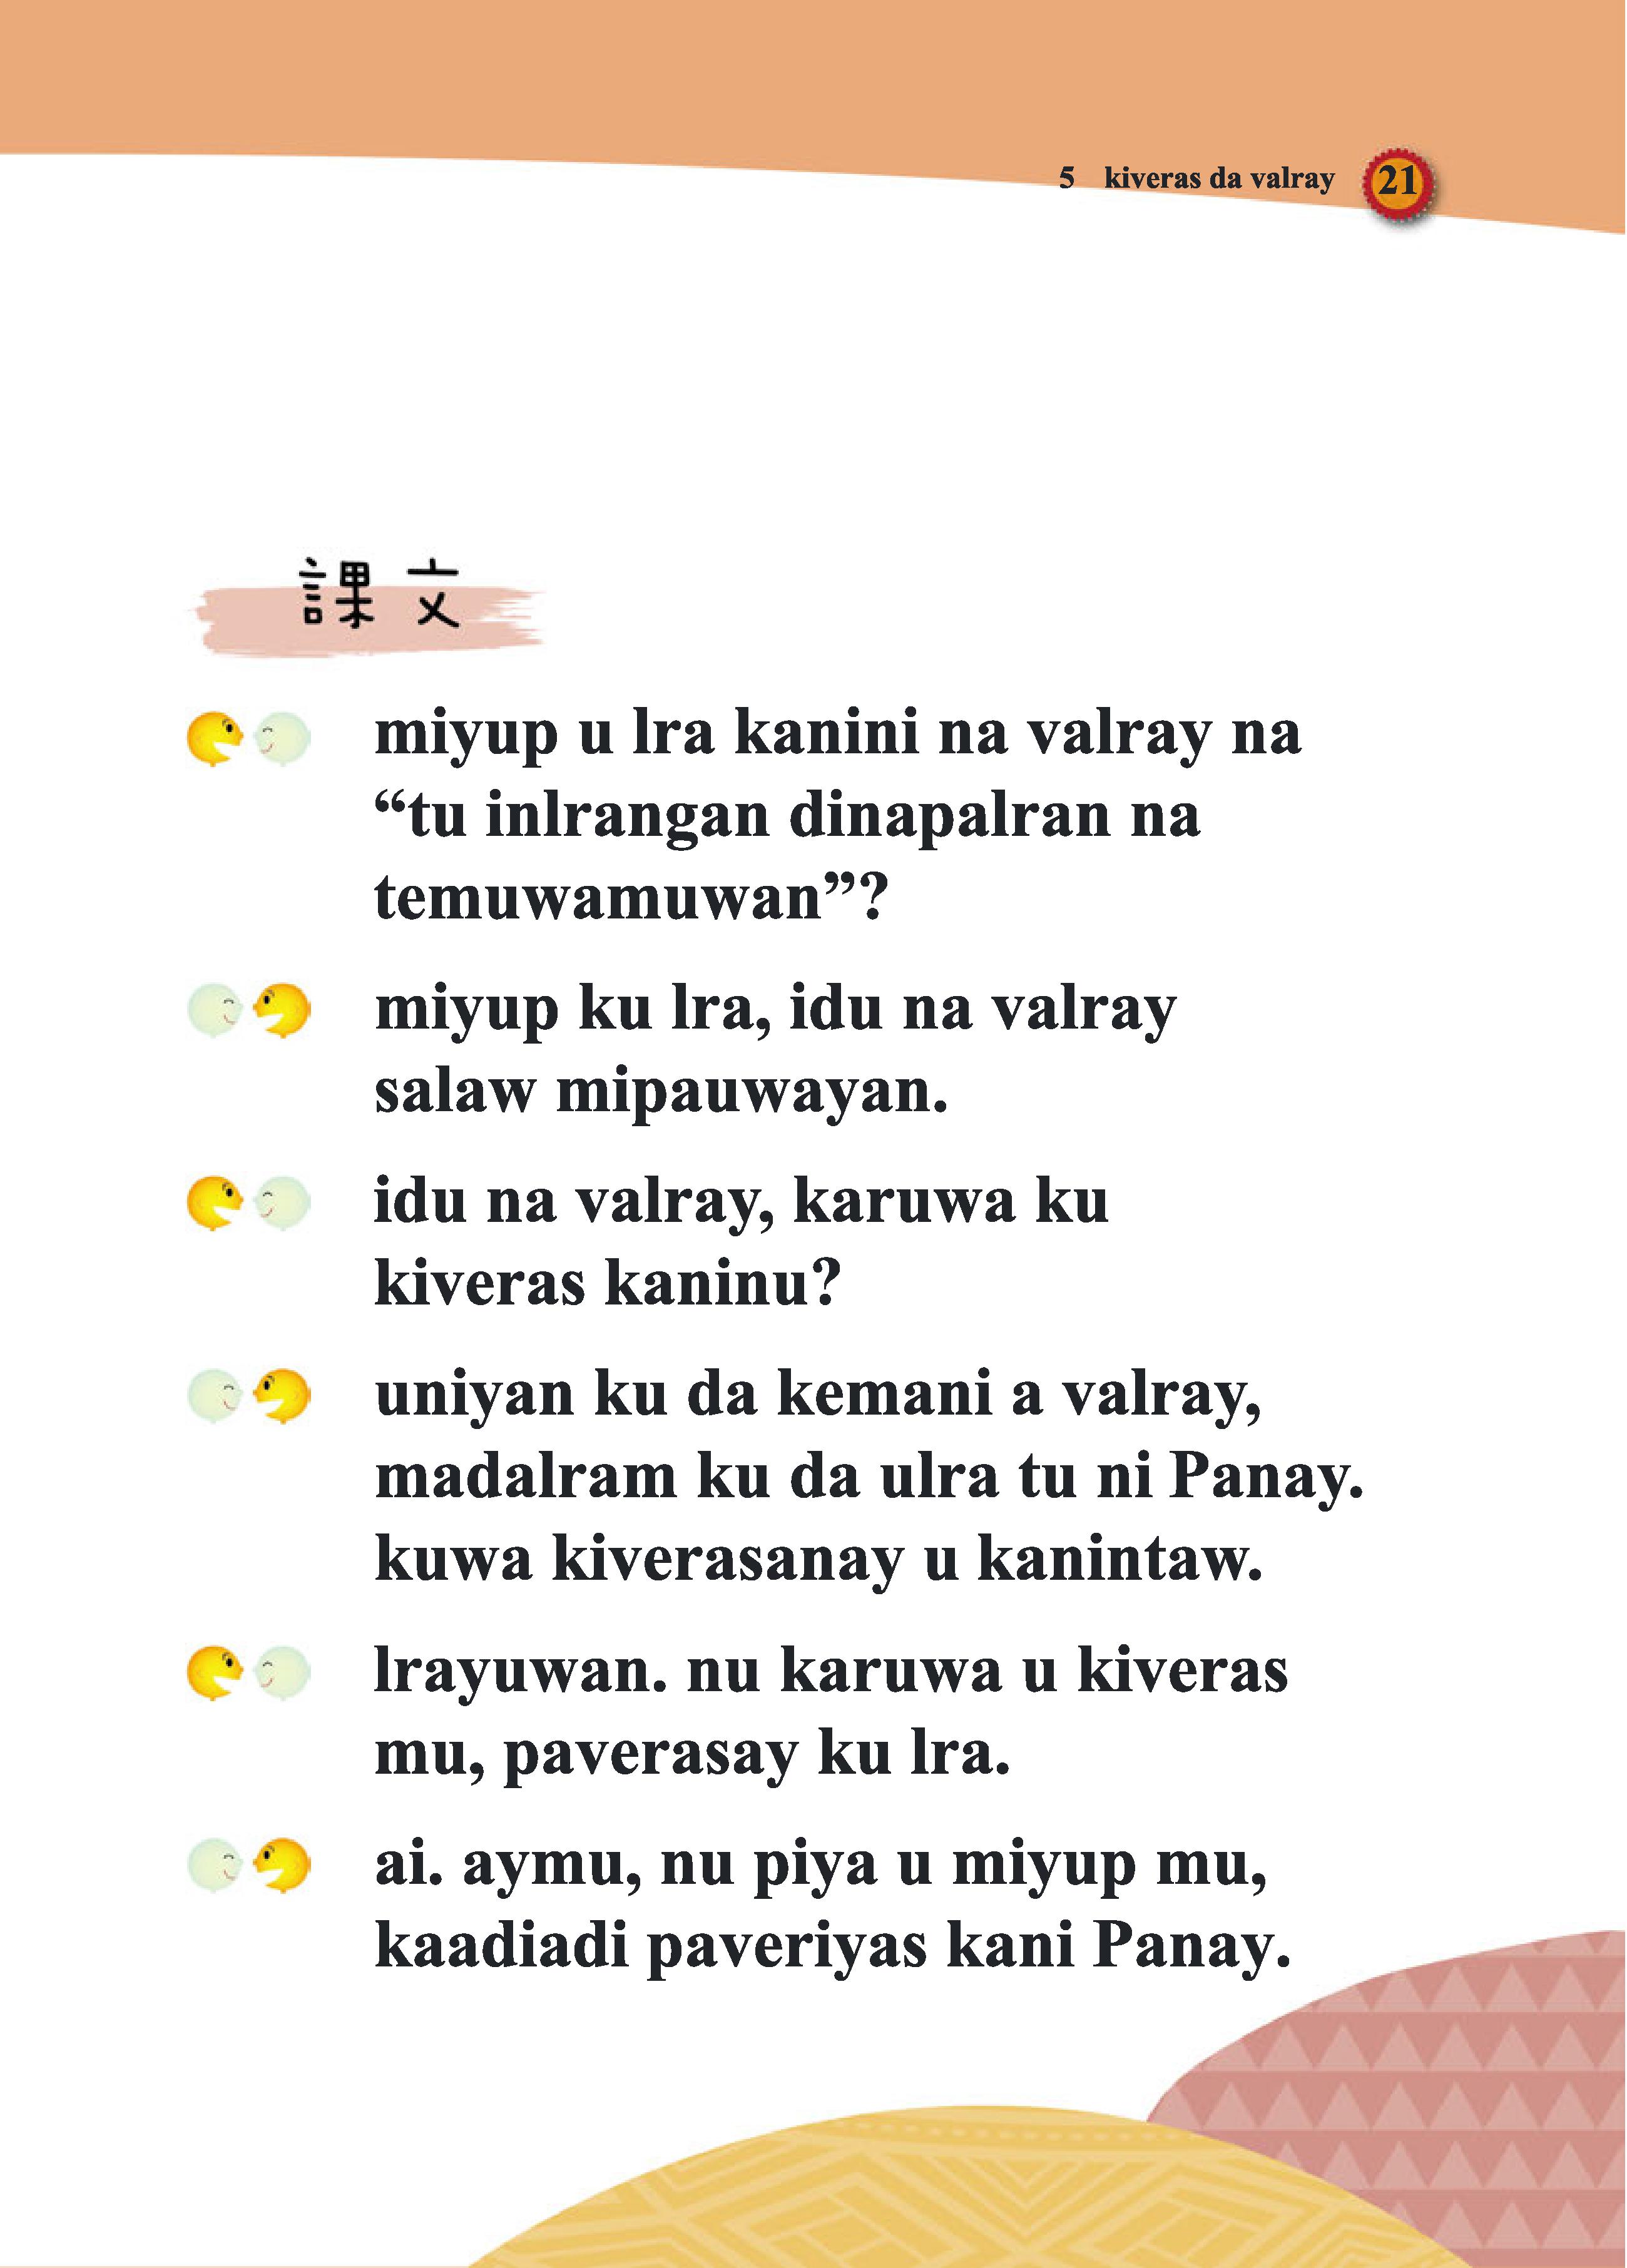 5 kiveras da valray 21
課文
miyup u lra kanini na valray na
“tu inlrangan dinapalran na
temuwamuwan”?
miyup ku lra, idu na valray
salaw mipauwayan.
idu na valray, karuwa ku
kiveras kaninu?
uniyan ku da kemani a valray,
madalram ku da ulra tu ni Panay.
kuwa kiverasanay u kanintaw.
lrayuwan. nu karuwa u kiveras
mu, paverasay ku lra.
ai. aymu, nu piya u miyup mu,
kaadiadi paveriyas kani Panay.